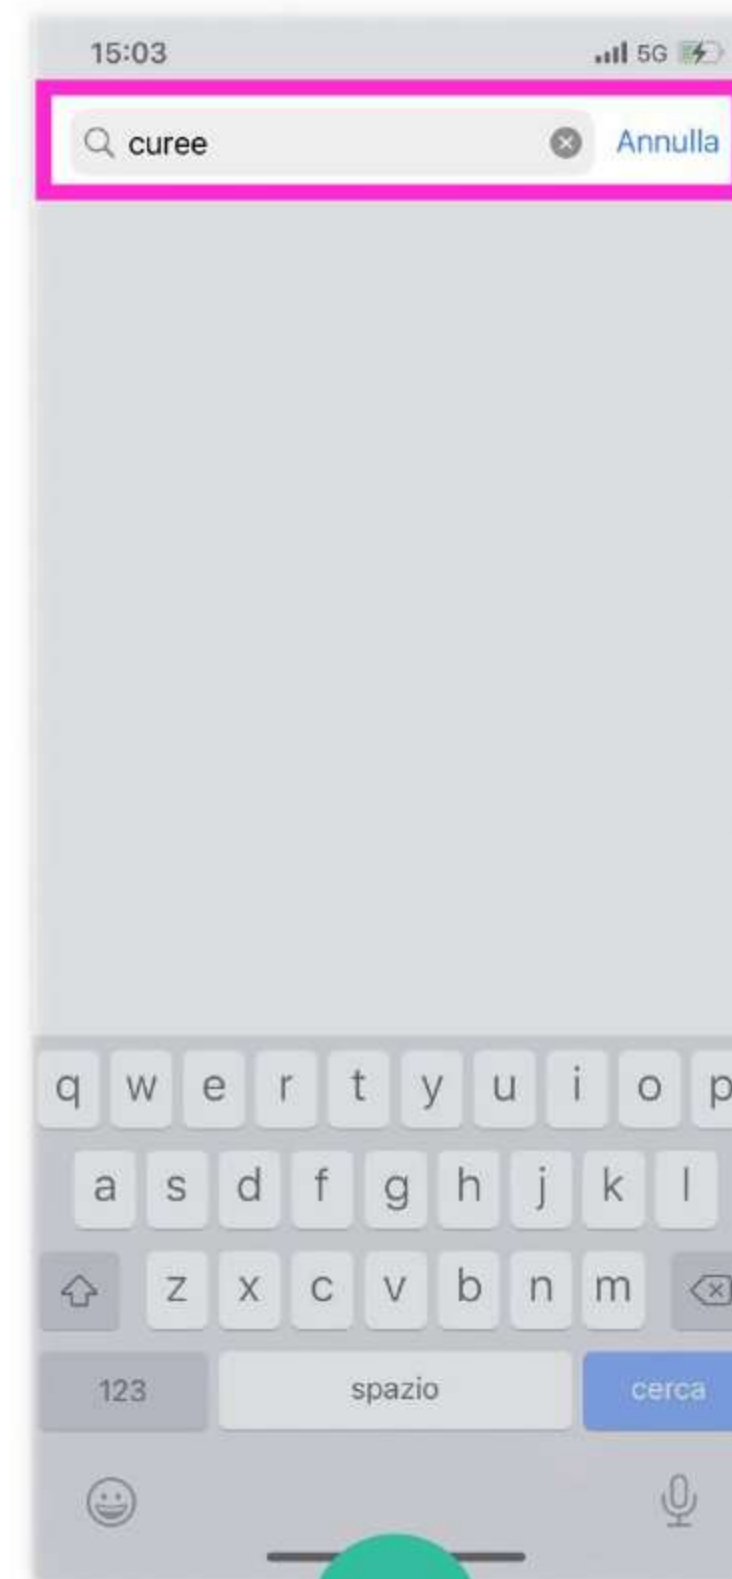 15:03 5G
curee Annulla
q w e r t y u i o p
a s d f g h j k l
z x c v b n m
123 spazio cerca